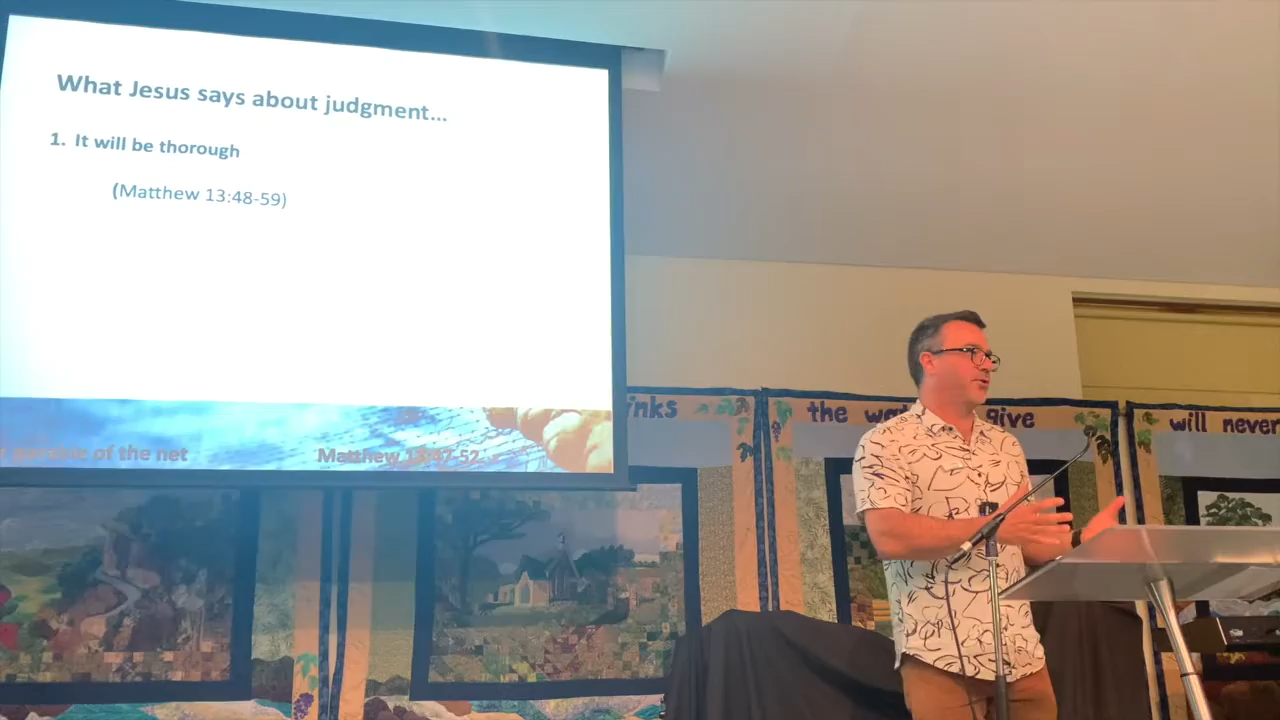 What Jesus says about judgment...
1. It will be thorough
(Matthew 13:48-59)
parable of the net
Matthew 13:47-52
inks
the wat give
will never